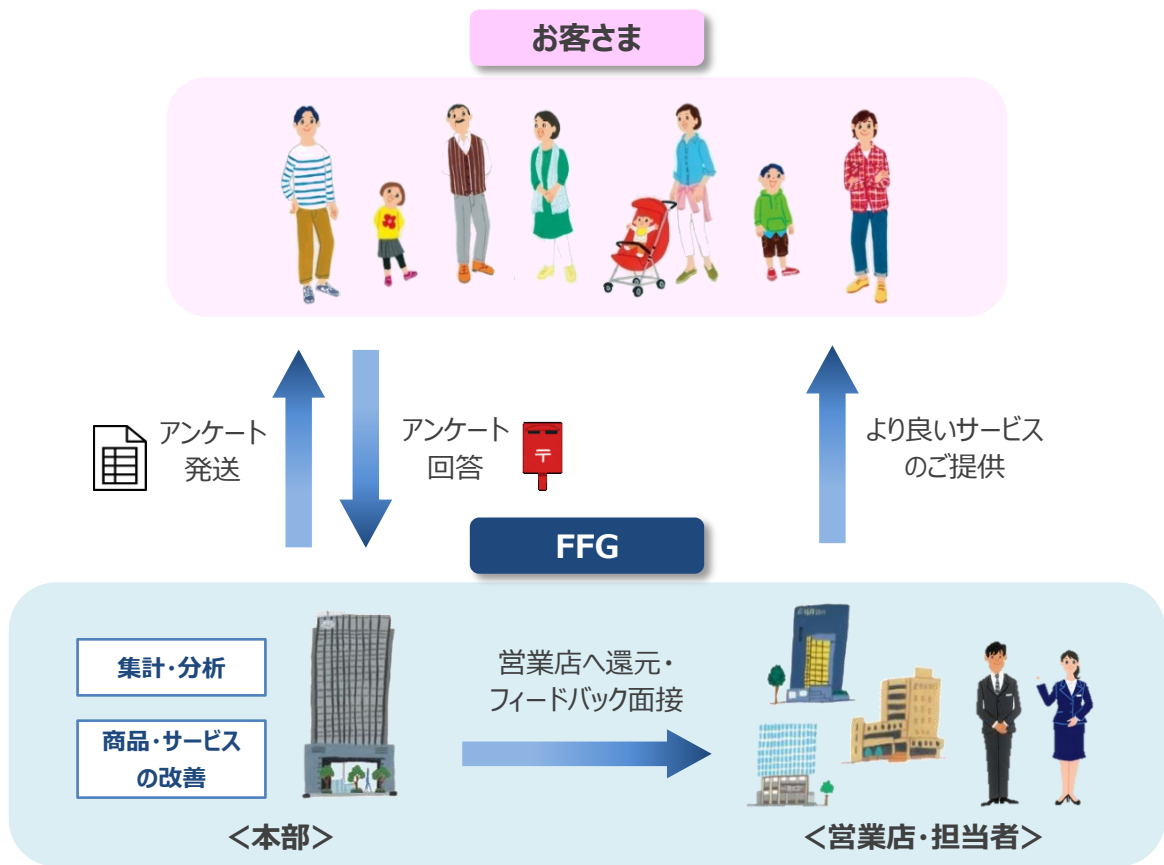 お客さま
アンケート
発送
アンケート
回答
〒
より良いサービス
のご提供
FFG
集計・分析
商品・サービス
の改善
営業店へ還元・
フィードバック面接
＜本部＞
＜営業店・担当者＞